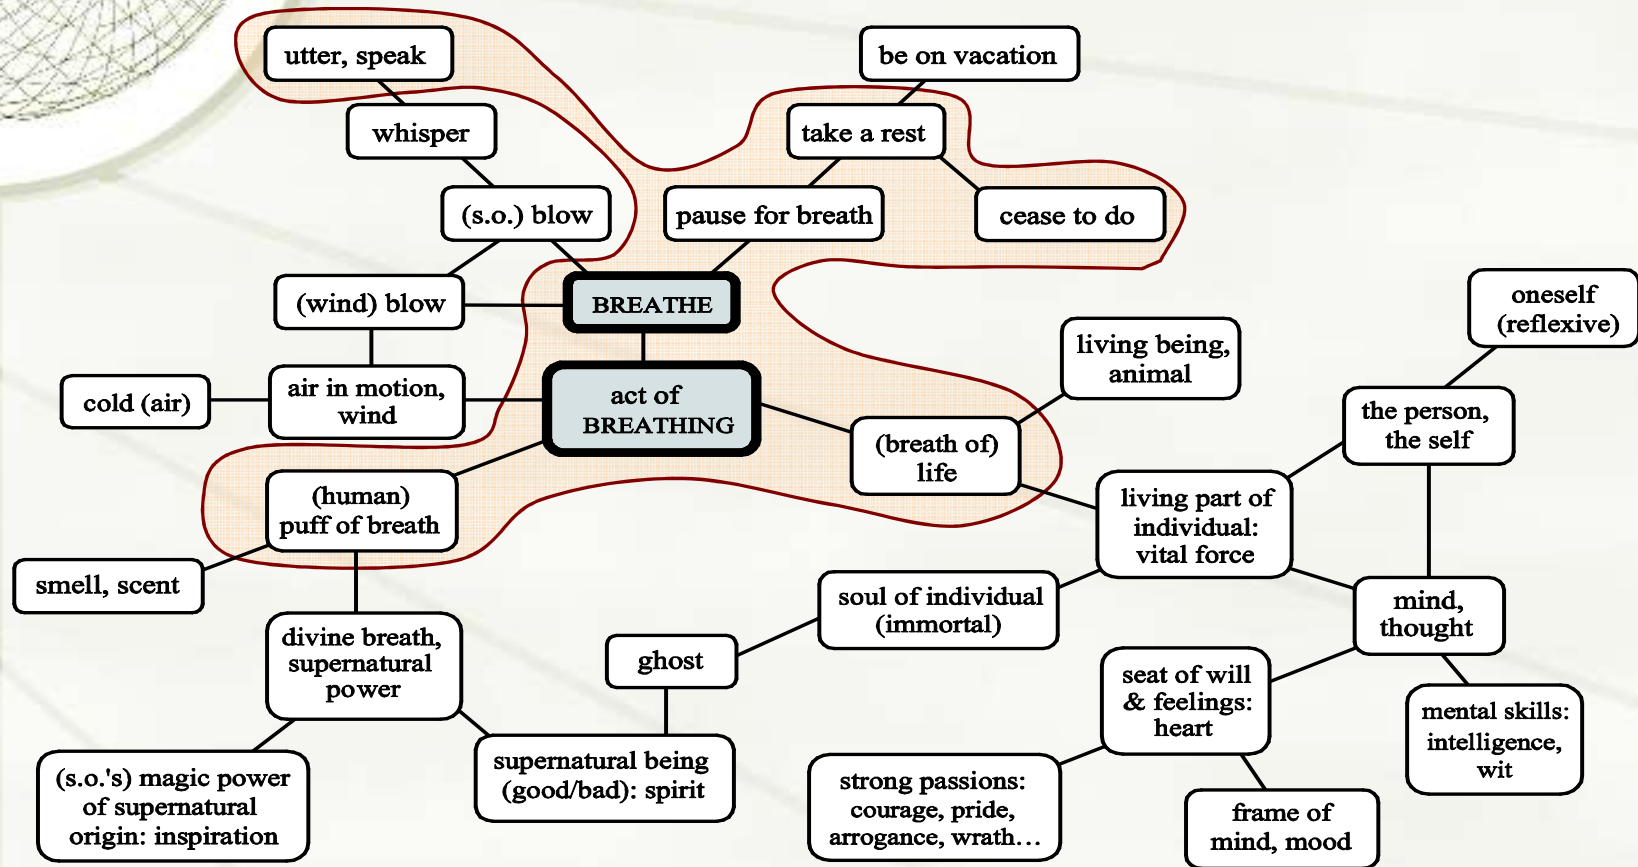 utter, speak
be on vacation
whisper
take a rest
(s.o.) blow
pause for breath
cease to do
(wind) blow
BREATHE
oneself
(reflexive)
living being,
animal
cold (air)
air in motion,
wind
act of
BREATHING
the person,
the self
(breath of)
life
(human)
puff of breath
living part of
individual:
vital force
smell, scent
soul of individual
(immortal)
mind,
thought
divine breath,
supernatural
power
ghost
seat of will
& feelings:
heart
mental skills:
intelligence,
wit
(s.o.'s) magic power
of supernatural
origin: inspiration
supernatural being
(good/bad): spirit
strong passions:
courage, pride,
arrogance, wrath...
frame of
mind, mood